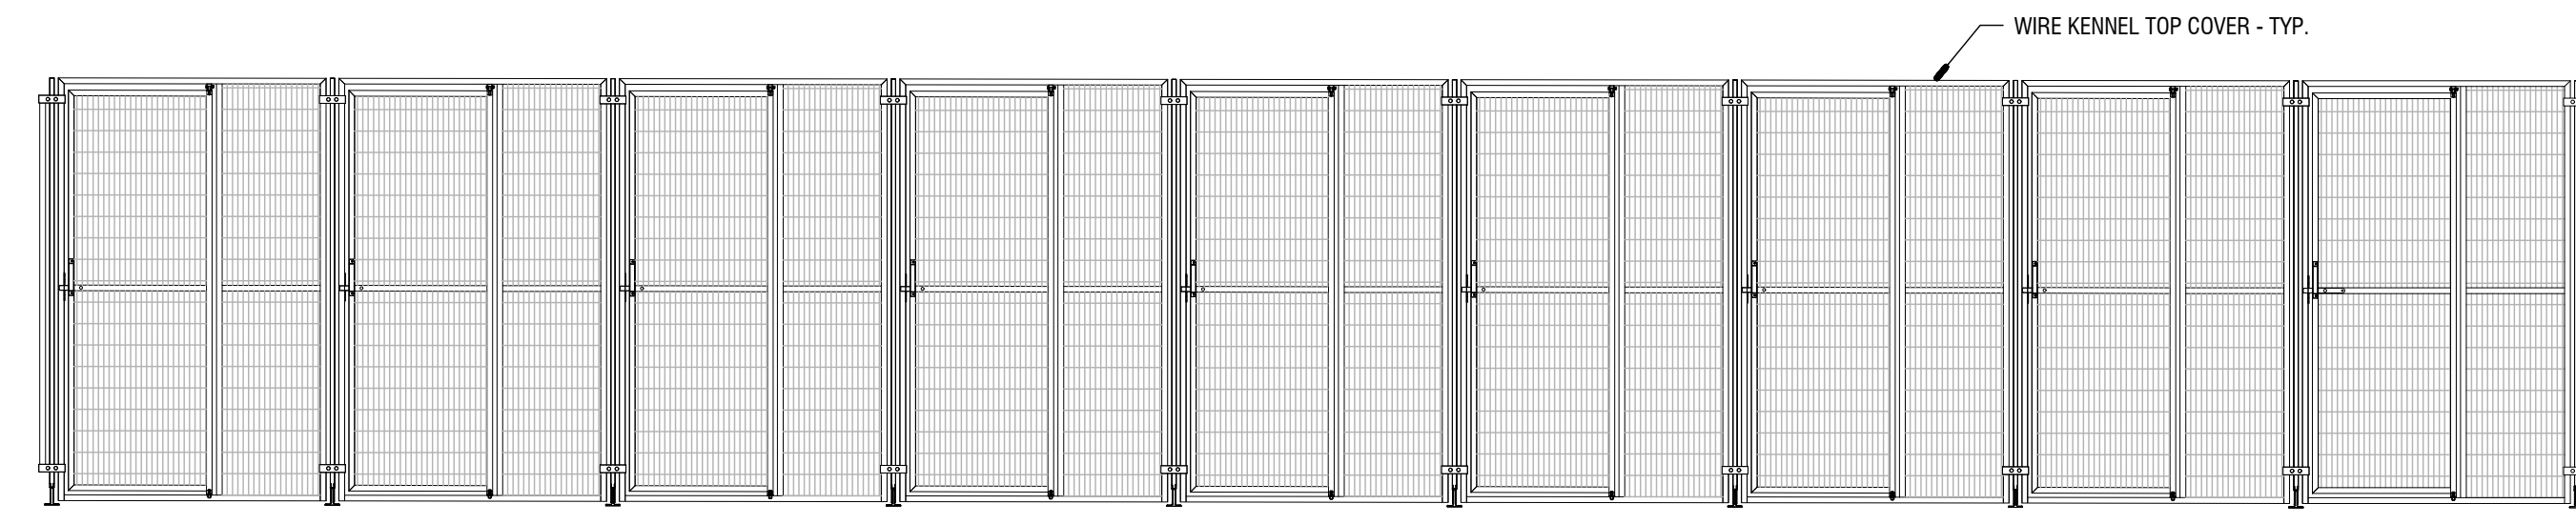 WIRE KENNEL TOP COVER - TYP.